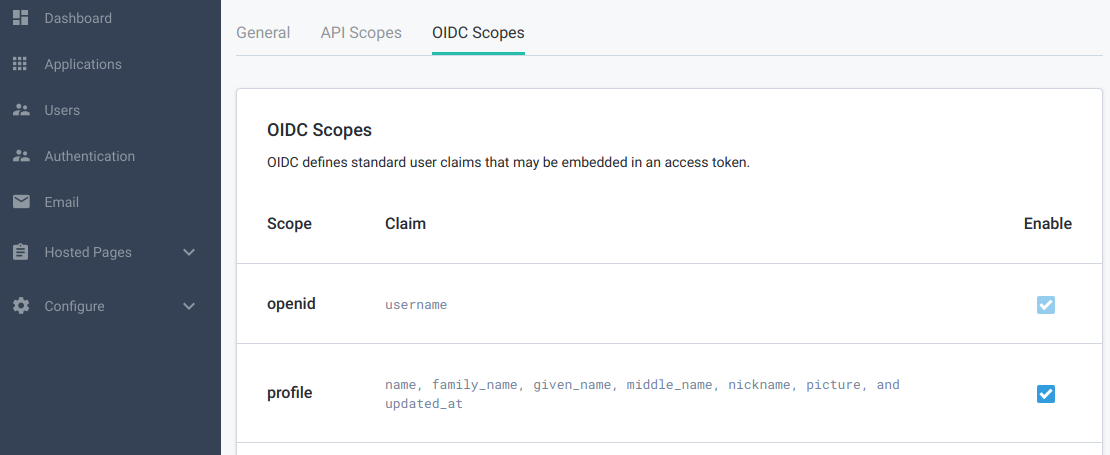 Dashboard
Applications
Users
Authentication
Email
Hosted Pages
Configure
General API Scopes OIDC Scopes
OIDC Scopes
OIDC defines standard user claims that may be embedded in an access token.
Scope Claim Enable
openid username
profile name, family_name, given_name, middle_name, nickname, picture, and
updated_at